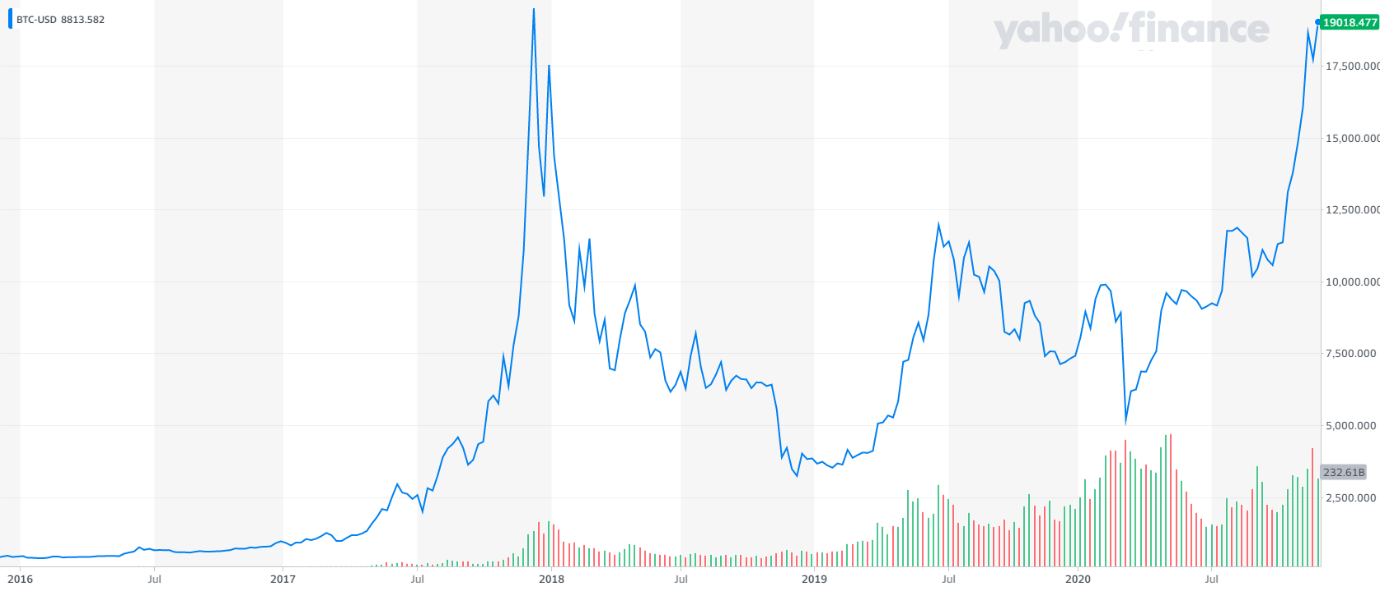 BTC-USD 8813.582
yahoo!finance
19018.477
17,500.000
15,000.000
12,500.000
10,000.000
7,500.000
5,000.000
232.61B
2,500.000
2016 Jul 2017 Jul 2018 Jul 2019 Jul 2020 Jul